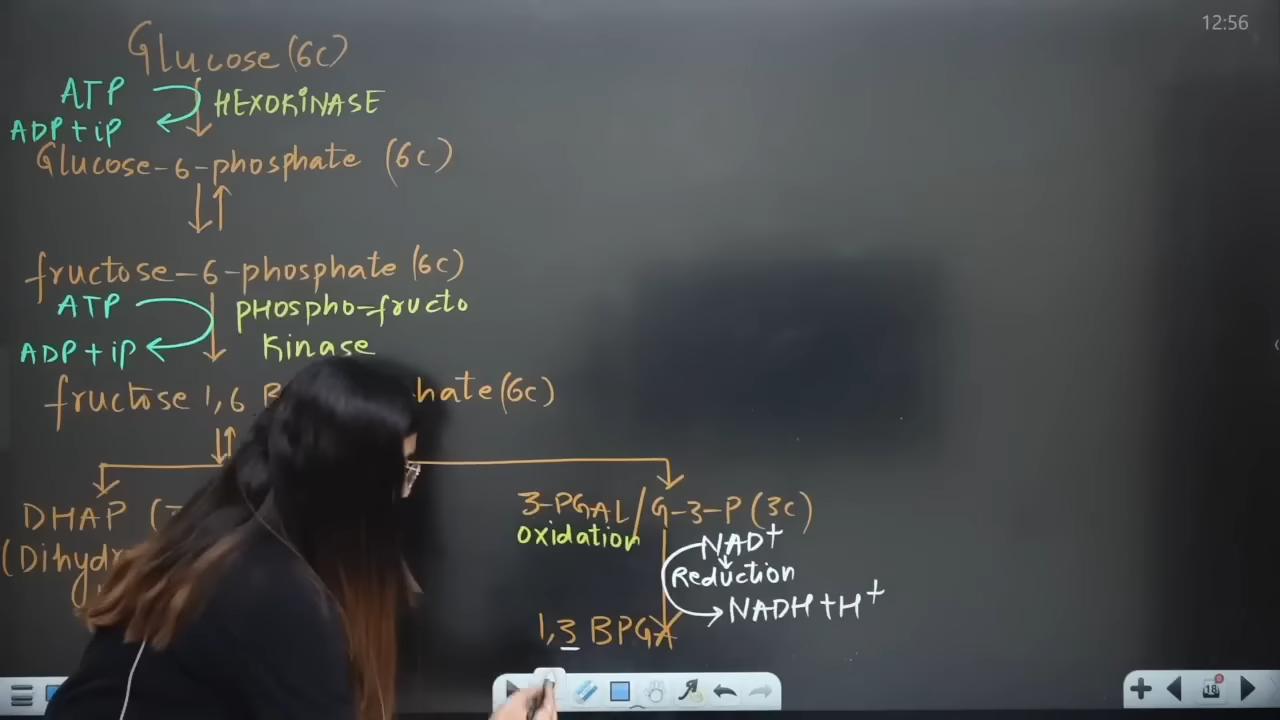 12:56
Glucose (6C)
ATP
HEXOKINASE
ADP + iP
Glucose-6-phosphate (6C)
fructose-6-phosphate (6C)
ATP
PHospho-fructo
Kinase
ADP + iP
fructose 1,6 hate (6C)
DHAP
3-PGAL/G-3-P (3C)
oxidation
NAD+
Reduction
NADH + H+
1,3 BPGA
18